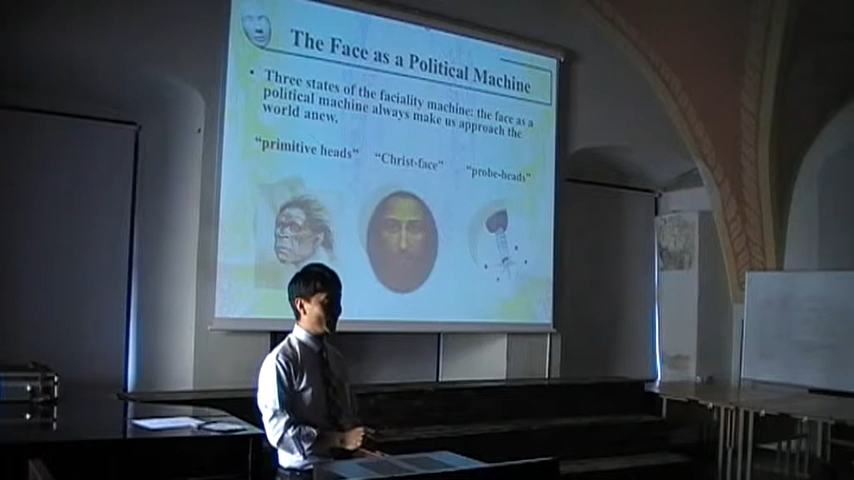 The Face as a Political Machine
• Three states of the faciality machine: the face as a
political machine always make us approach the
world anew.
"primitive heads" "Christ-face" "probe-heads"